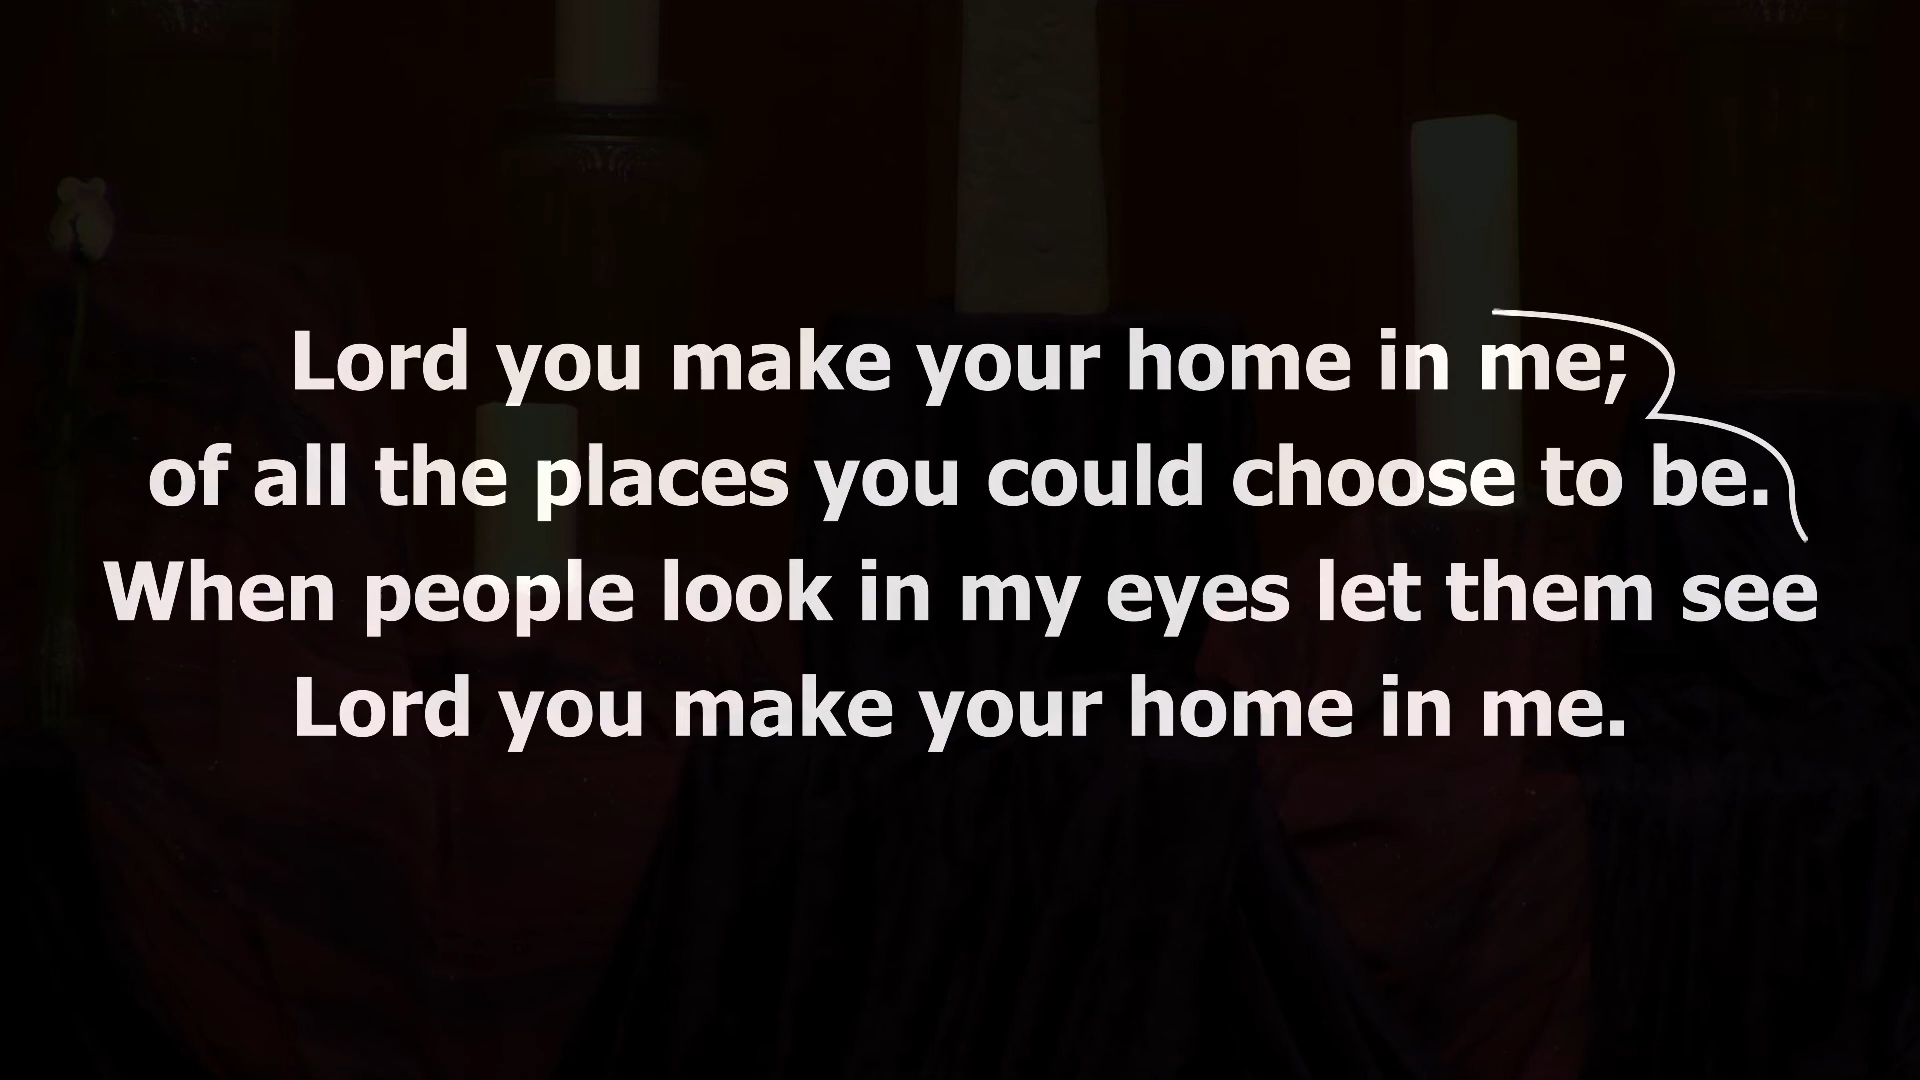 Lord you make your home in me;
of all the places you could choose to be.
When people look in my eyes let them see
Lord you make your home in me.